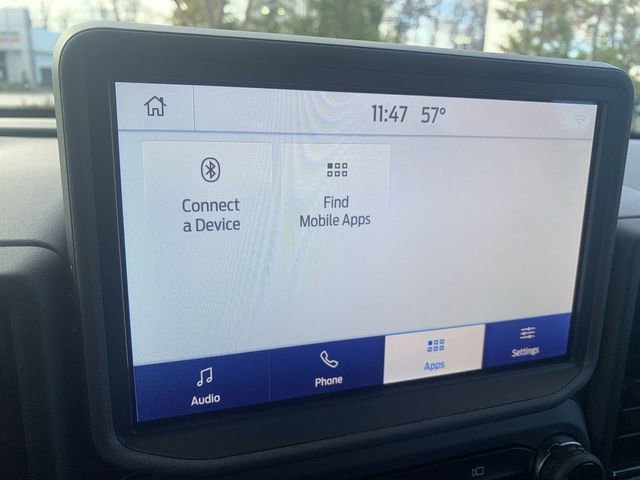 11:47 57°
Connect
a Device
Find
Mobile Apps
Audio
Phone
Apps
Settings